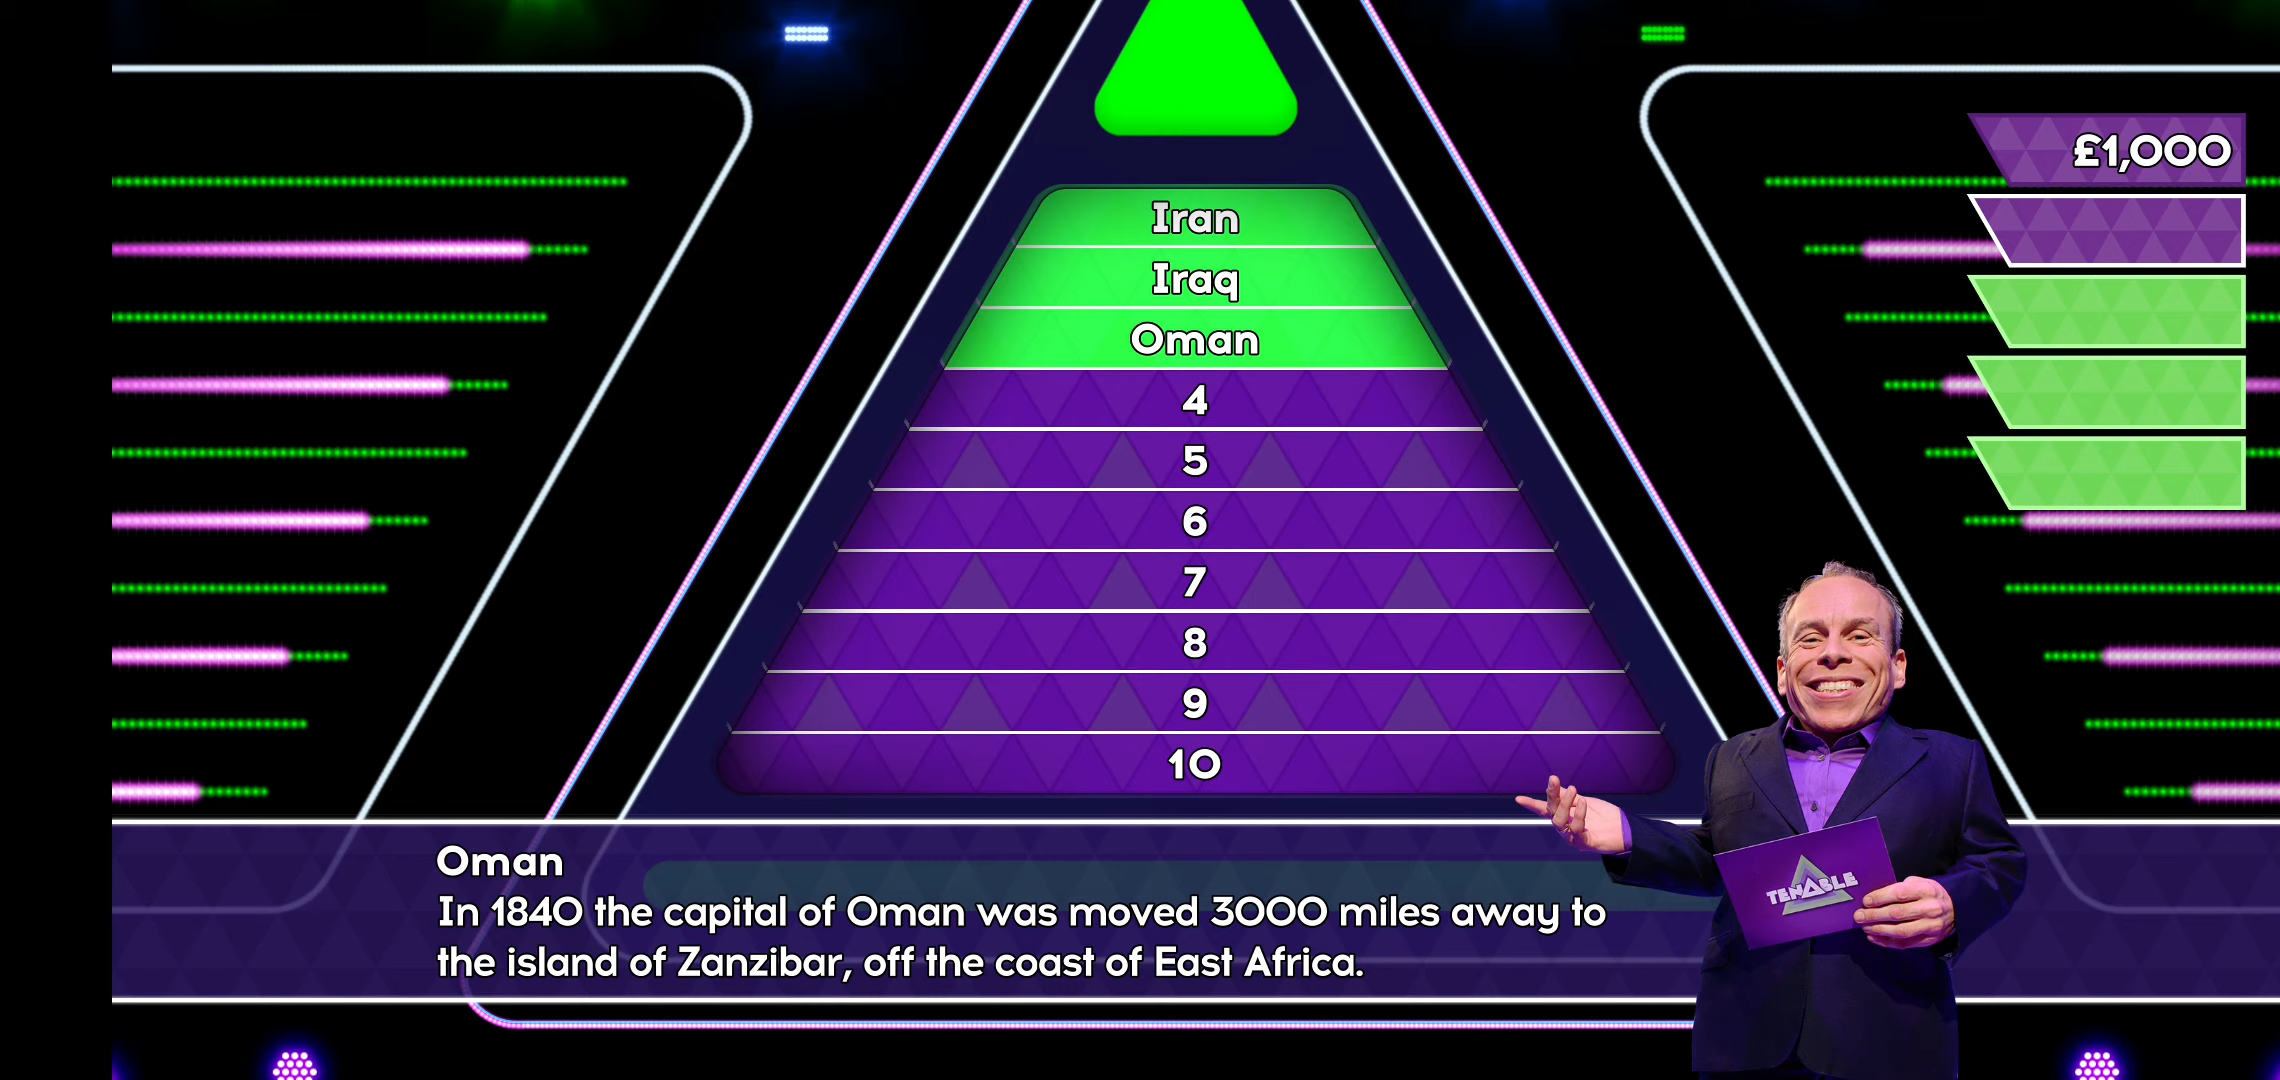 £1,000
Iran
Iraq
Oman
4
5
6
7
8
9
10
Oman
In 1840 the capital of Oman was moved 3000 miles away to
the island of Zanzibar, off the coast of East Africa.
TENABLE